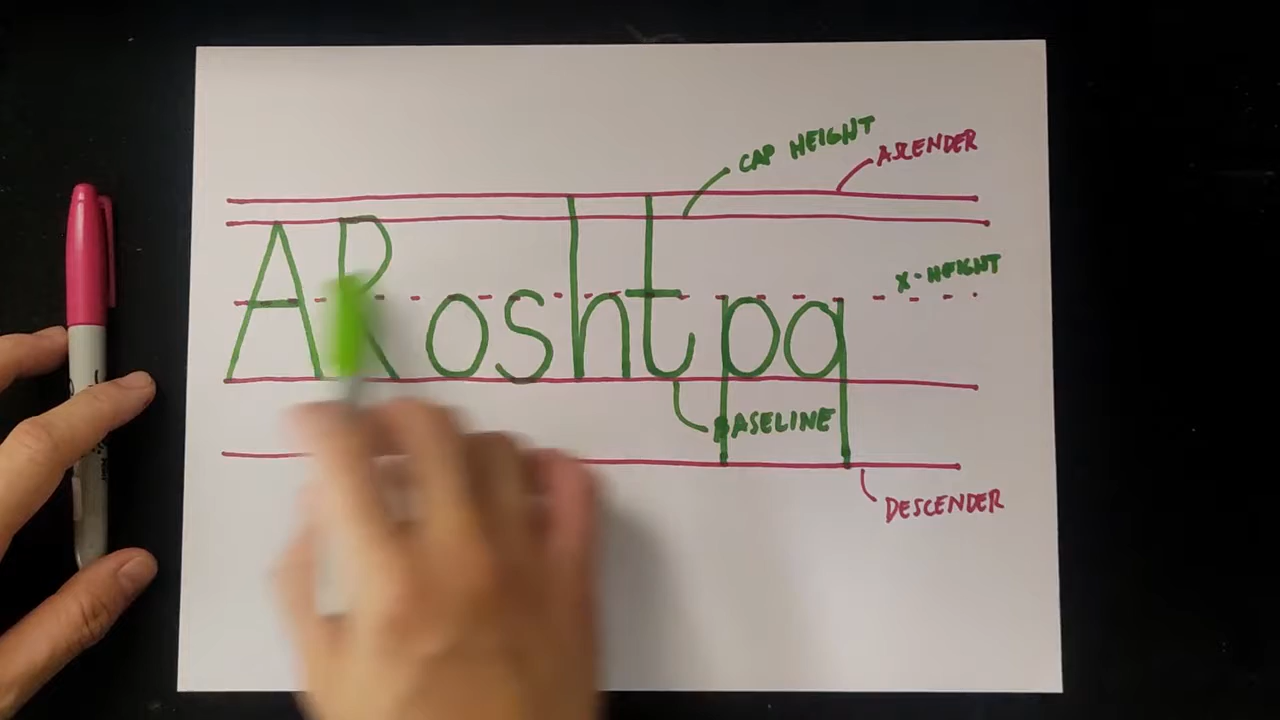 CAP HEIGHT
ASCENDER
X-HEIGHT
AR oshtpq
BASELINE
DESCENDER